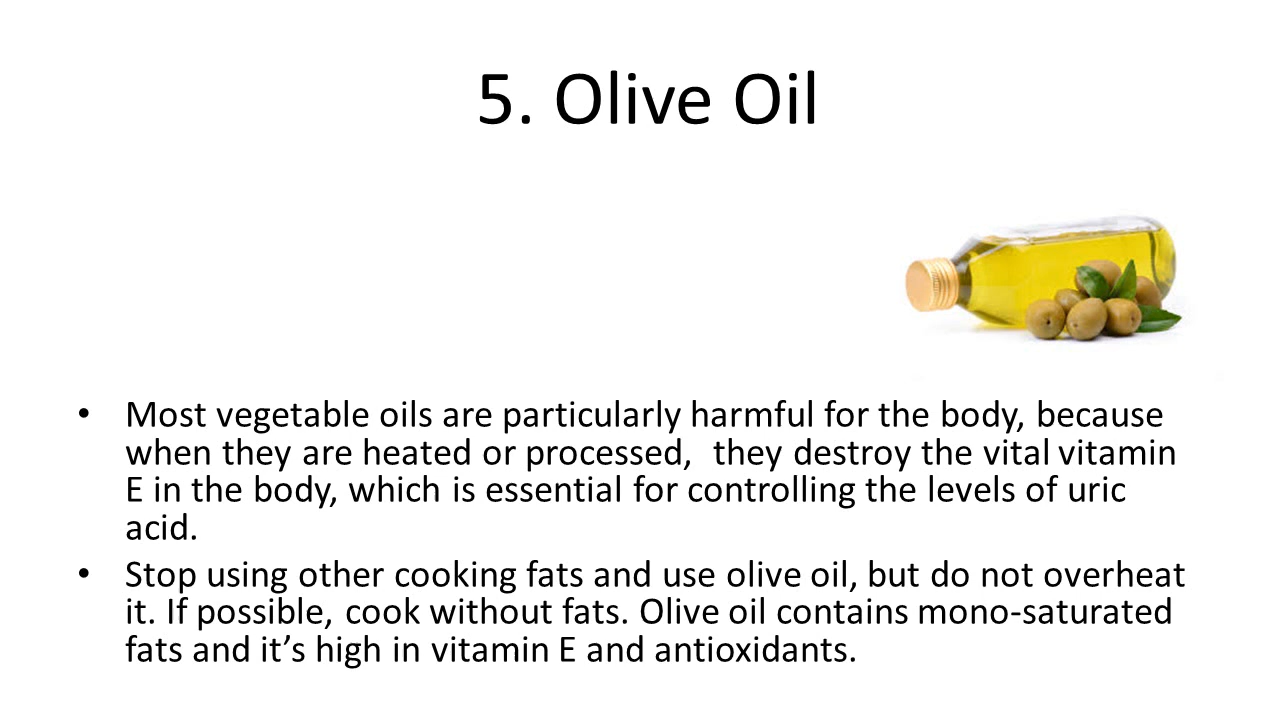 5. Olive Oil
• Most vegetable oils are particularly harmful for the body, because
when they are heated or processed,  they destroy the vital vitamin
E in the body, which is essential for controlling the levels of uric
acid.
• Stop using other cooking fats and use olive oil, but do not overheat
it. If possible, cook without fats. Olive oil contains mono-saturated
fats and it’s high in vitamin E and antioxidants.